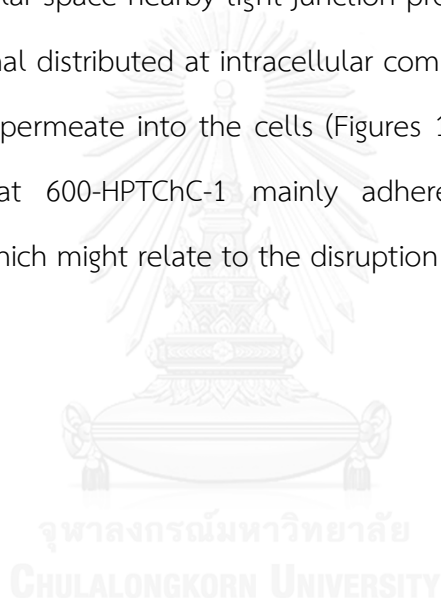 lar space nearby tight junction pro
al distributed at intracellular com
permeate into the cells (Figures 1
at 600-HPTChC-1 mainly adhere
hich might relate to the disruption
จุฬาลงกรณ์มหาวิทยาลัย
CHULALONGKORN UNIVERSITY